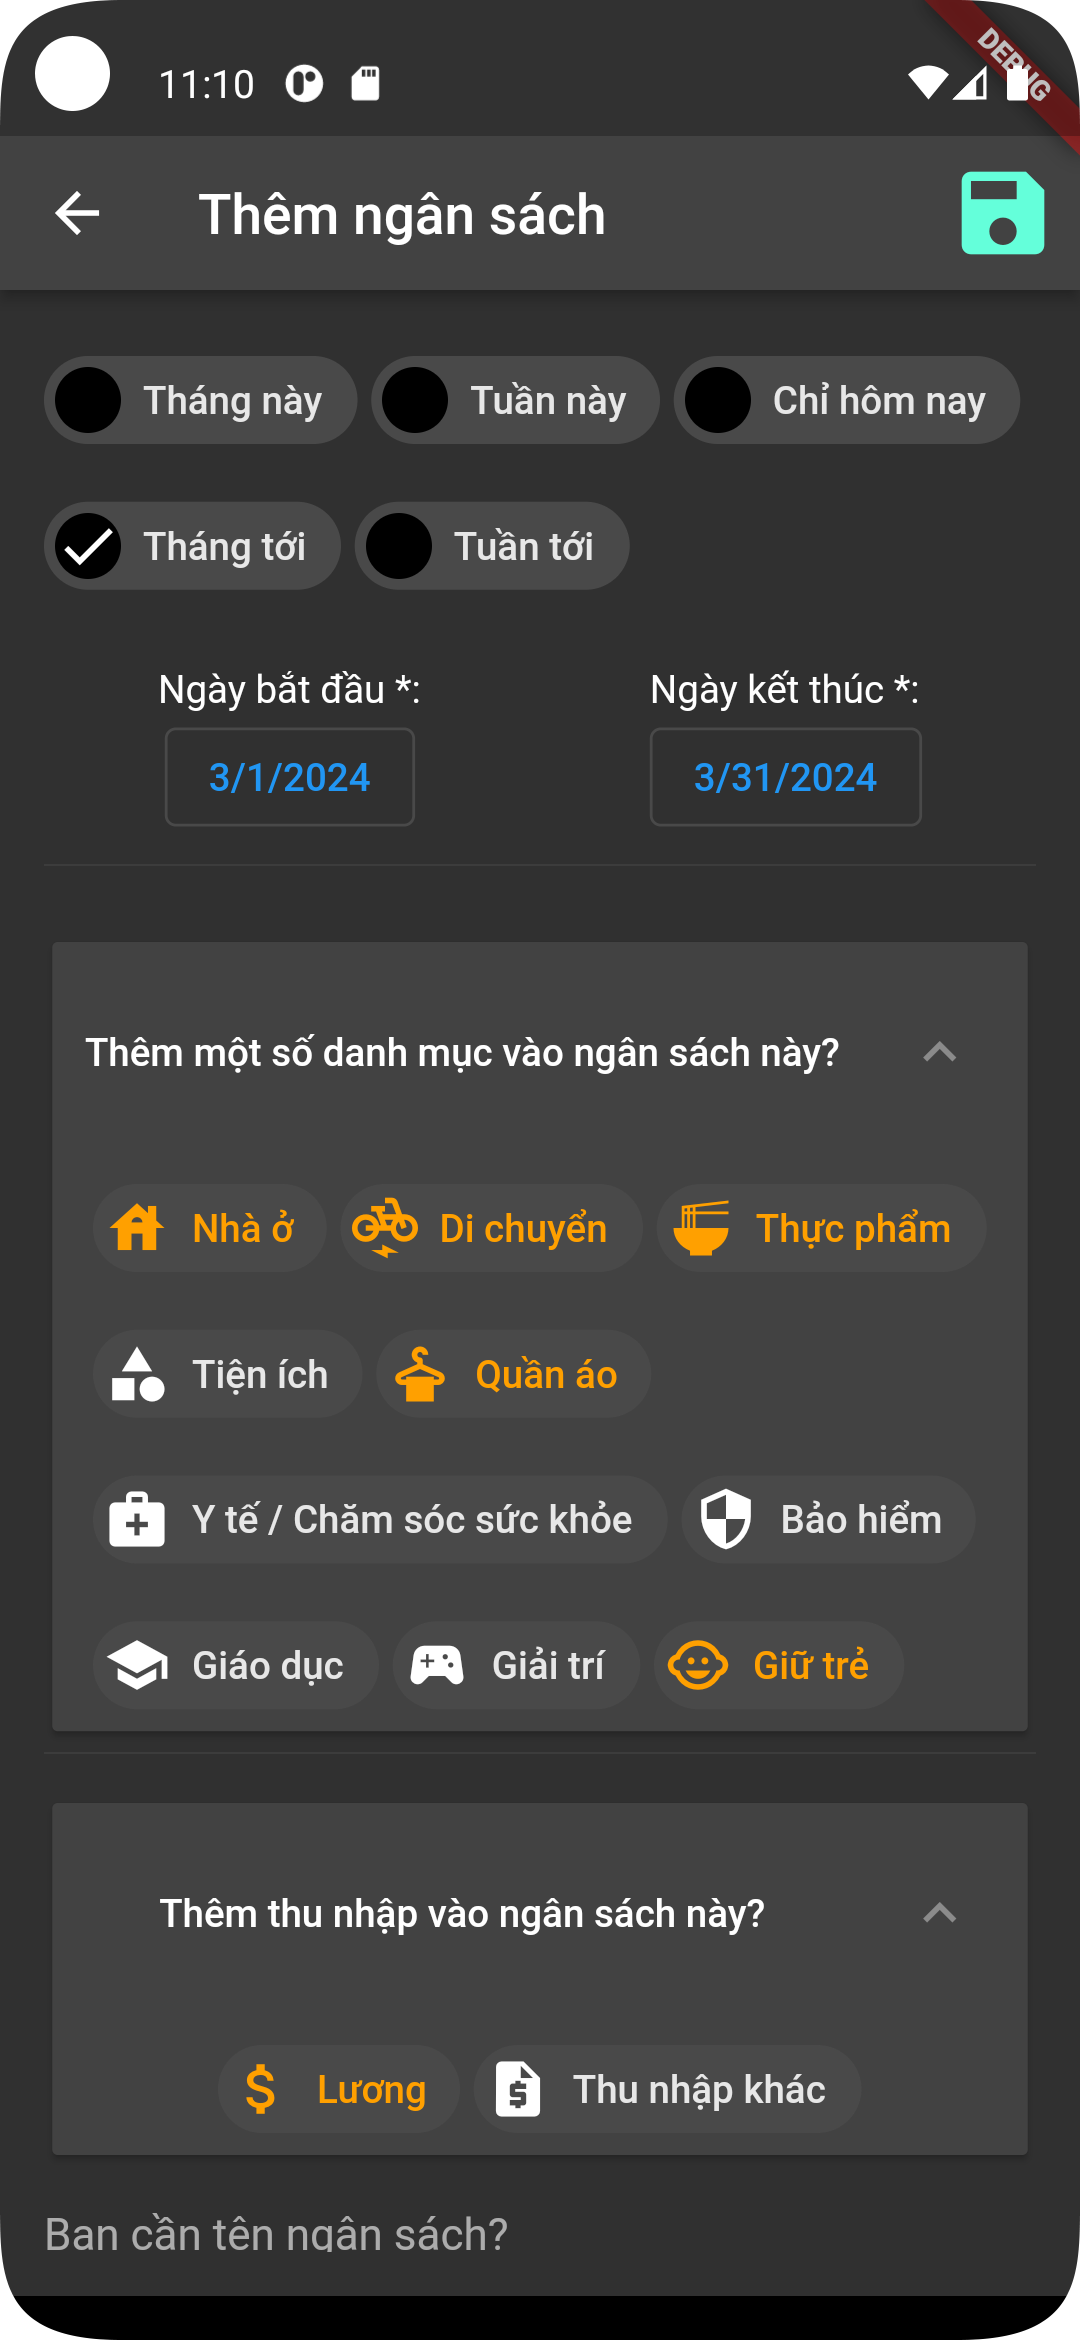 11:10
DEBUG
Thêm ngân sách
Tháng này Tuần này Chỉ hôm nay
Tháng tới Tuần tới
Ngày bắt đầu *: Ngày kết thúc *:
3/1/2024 3/31/2024
Thêm một số danh mục vào ngân sách này?
Nhà ở Di chuyển Thực phẩm
Tiện ích Quần áo
Y tế / Chăm sóc sức khỏe Bảo hiểm
Giáo dục Giải trí Giữ trẻ
Thêm thu nhập vào ngân sách này?
Lương Thu nhập khác
Bạn cần tên ngân sách?